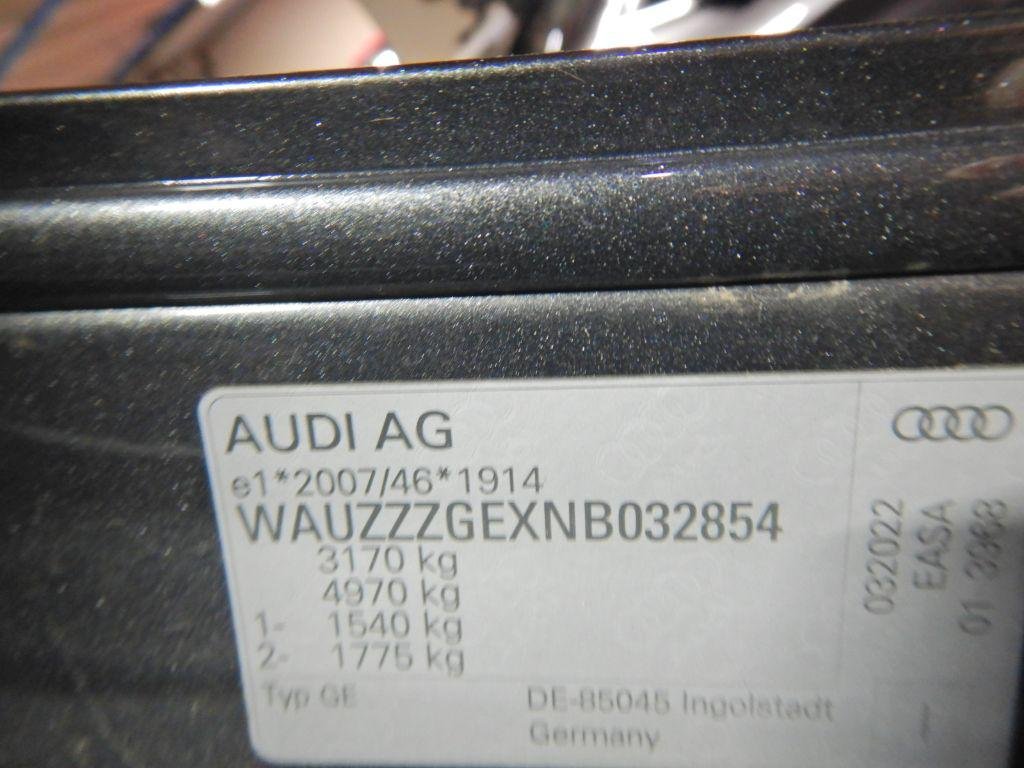 AUDI AG
e1*2007/46*1914
WAUZZZGEXNB032854
3170 kg
4970 kg
1- 1540 kg
2- 1775 kg
Typ GE
DE-85045 Ingolstadt
Germany
032022
EASA
01 3368